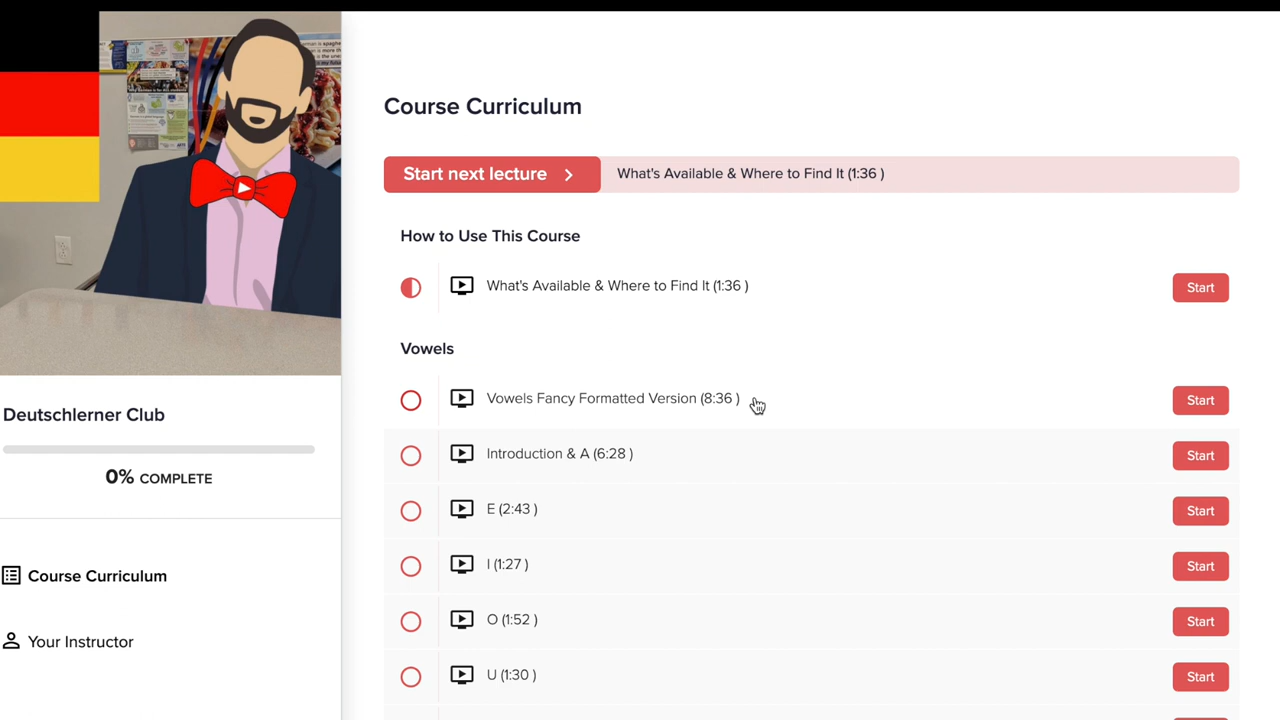 Course Curriculum
Start next lecture
What's Available & Where to Find It (1:36 )
How to Use This Course
What's Available & Where to Find It (1:36 )
Start
Vowels
Vowels Fancy Formatted Version (8:36 )
Start
Introduction & A (6:28 )
Start
E (2:43 )
Start
I (1:27 )
Start
O (1:52 )
Start
U (1:30 )
Start
Deutschlerner Club
0% COMPLETE
Course Curriculum
Your Instructor